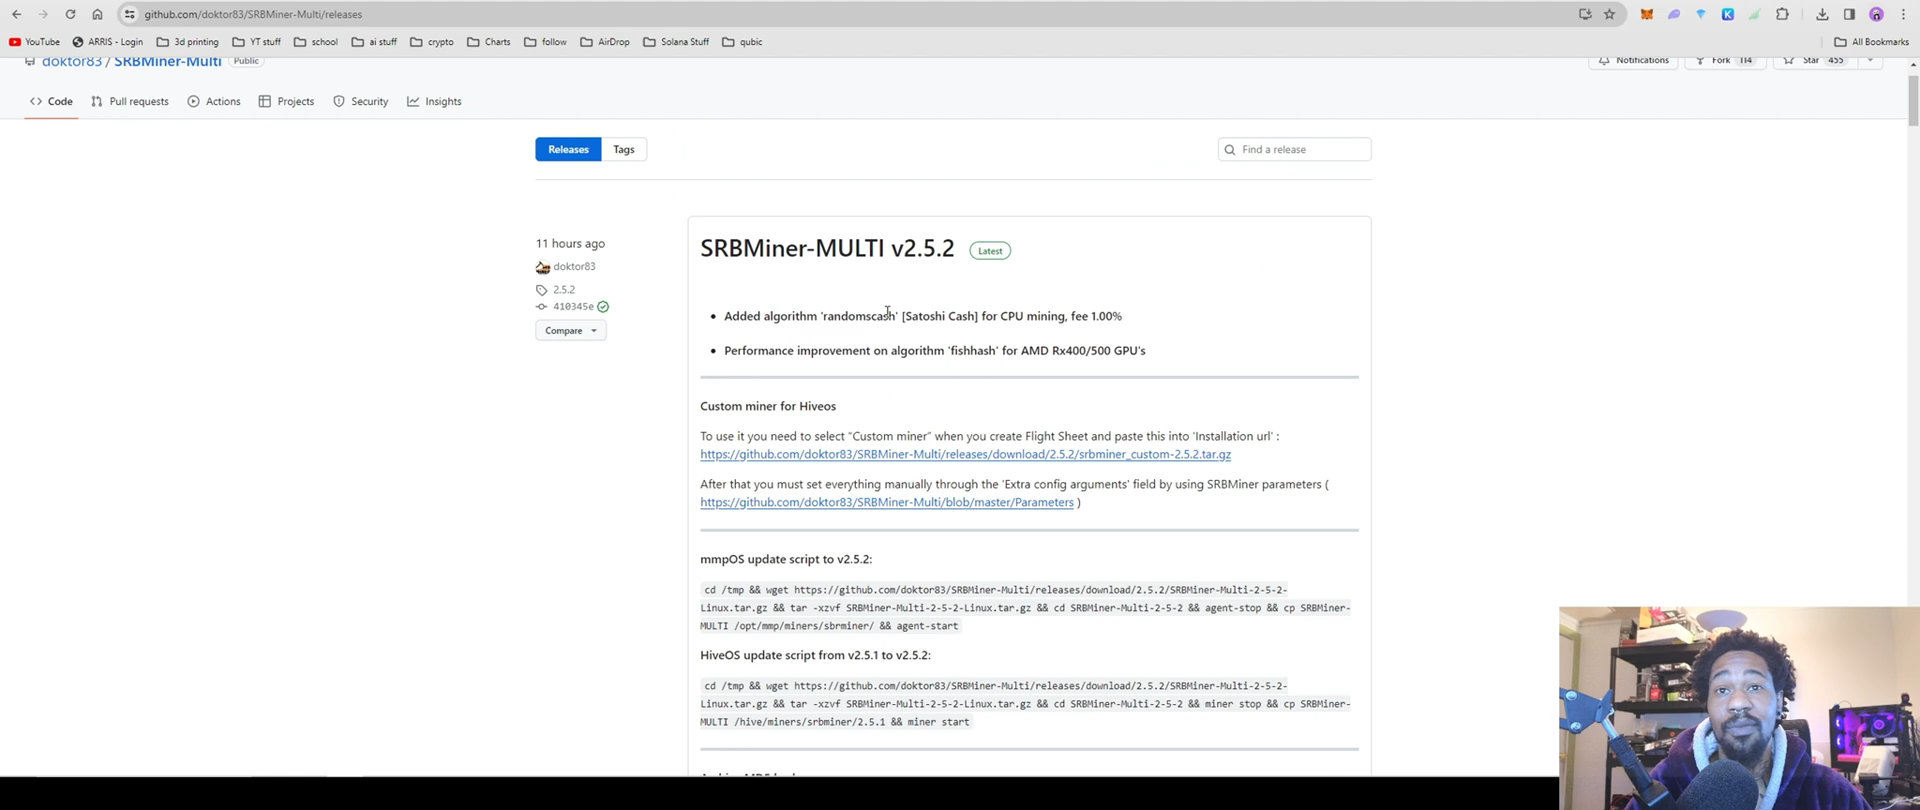 github.com/doktor83/SRBMiner-Multi/releases
YouTube ARRIS - Login 3d printing YT stuff school ai stuff crypto Charts follow AirDrop Solana Stuff qubic All Bookmarks
doktor83 / SRBMiner-Multi Public Notifications Fork 114 Star 455
Code Pull requests Actions Projects Security Insights
Releases Tags Find a release
11 hours ago
doktor83
2.5.2
410345e
Compare
SRBMiner-MULTI v2.5.2 Latest
• Added algorithm 'randomscash' [Satoshi Cash] for CPU mining, fee 1.00%
• Performance improvement on algorithm 'fishhash' for AMD Rx400/500 GPU's
Custom miner for Hiveos
To use it you need to select "Custom miner" when you create Flight Sheet and paste this into 'Installation url' :
https://github.com/doktor83/SRBMiner-Multi/releases/download/2.5.2/srbminer_custom-2.5.2.tar.gz
After that you must set everything manually through the 'Extra config arguments' field by using SRBMiner parameters (
https://github.com/doktor83/SRBMiner-Multi/blob/master/Parameters )
mmpOS update script to v2.5.2:
cd /tmp && wget https://github.com/doktor83/SRBMiner-Multi/releases/download/2.5.2/SRBMiner-Multi-2-5-2-
Linux.tar.gz && tar -xzvf SRBMiner-Multi-2-5-2-Linux.tar.gz && cd SRBMiner-Multi-2-5-2 && agent-stop && cp SRBMiner-
MULTI /opt/mmp/miners/sbrminer/ && agent-start
HiveOS update script from v2.5.1 to v2.5.2:
cd /tmp && wget https://github.com/doktor83/SRBMiner-Multi/releases/download/2.5.2/SRBMiner-Multi-2-5-2-
Linux.tar.gz && tar -xzvf SRBMiner-Multi-2-5-2-Linux.tar.gz && cd SRBMiner-Multi-2-5-2 && miner stop && cp SRBMiner-
MULTI /hive/miners/srbminer/2.5.1 && miner start